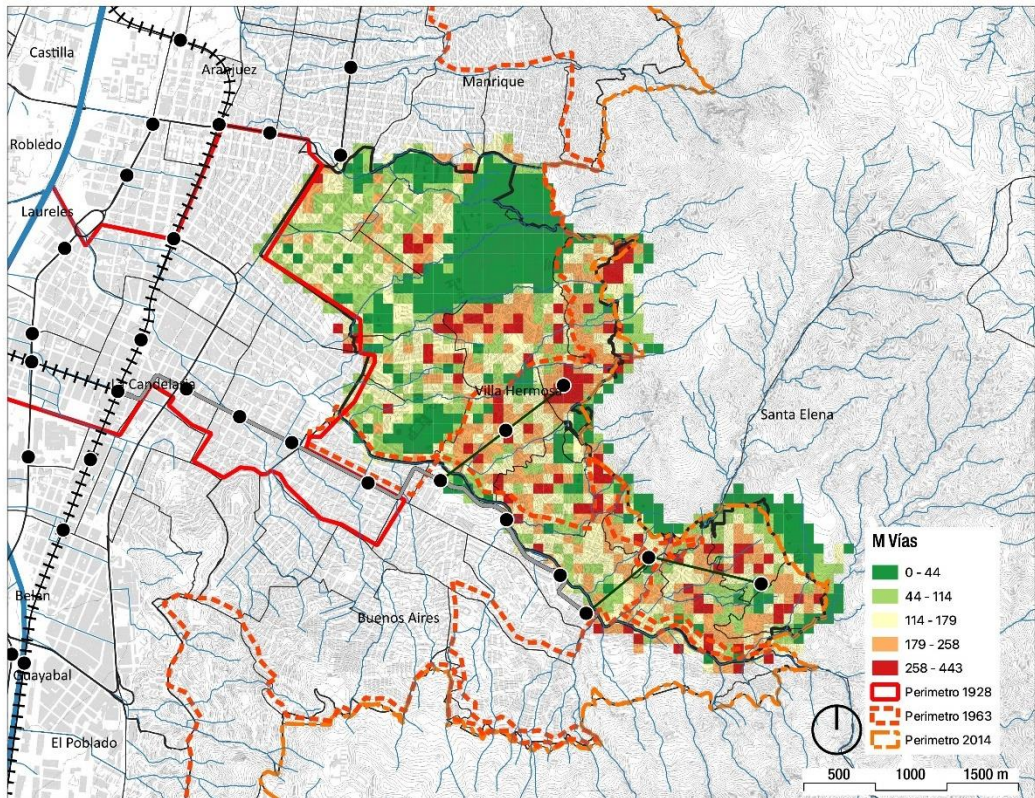 Castilla
Aranjuez
Manrique
Robledo
Laureles
La Candelaria
Villa Hermosa
Santa Elena
Belén
Buenos Aires
Guayabal
El Poblado
M Vías
0 - 44
44 - 114
114 - 179
179 - 258
258 - 443
Perimetro 1928
Perimetro 1963
Perimetro 2014
500 1000 1500 m